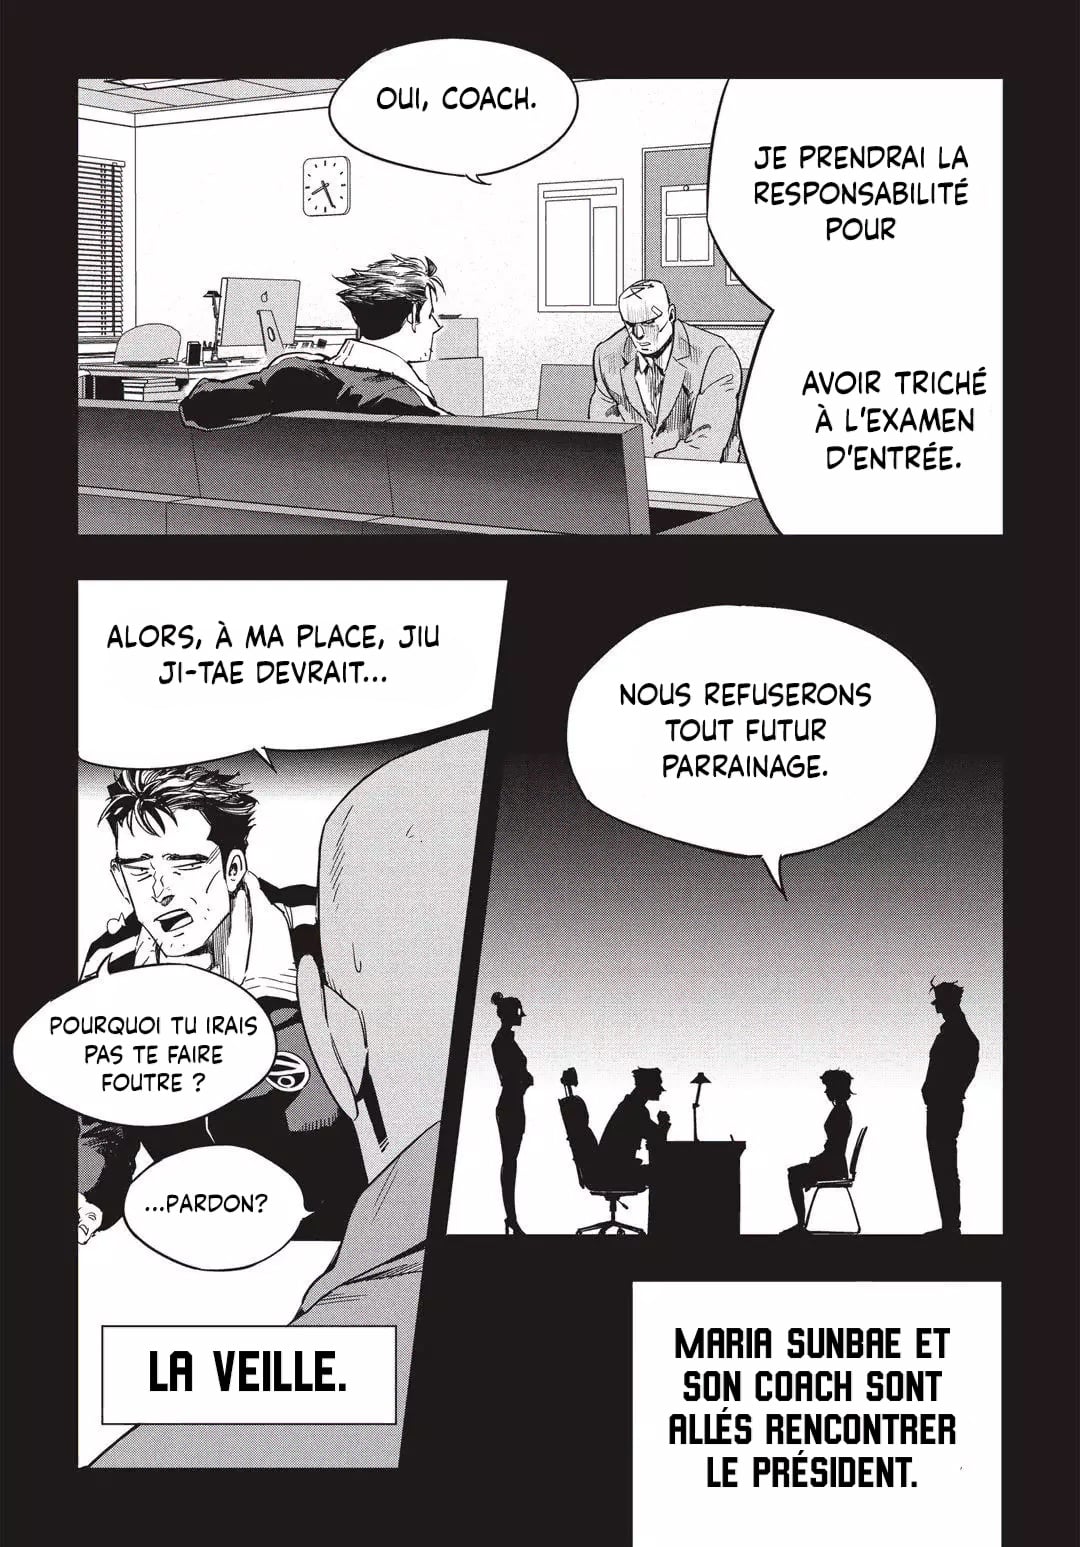 OUI, COACH.
JE PRENDRAI LA
RESPONSABILITÉ
POUR
AVOIR TRICHÉ
À L'EXAMEN
D'ENTRÉE.
ALORS, À MA PLACE, JIU
JI-TAE DEVRAIT...
POURQUOI TU IRAIS
PAS TE FAIRE
FOUTRE ?
...PARDON?
LA VEILLE.
NOUS REFUSERONS
TOUT FUTUR
PARRAINAGE.
MARIA SUNBAE ET
SON COACH SONT
ALLÉS RENCONTRER
LE PRÉSIDENT.